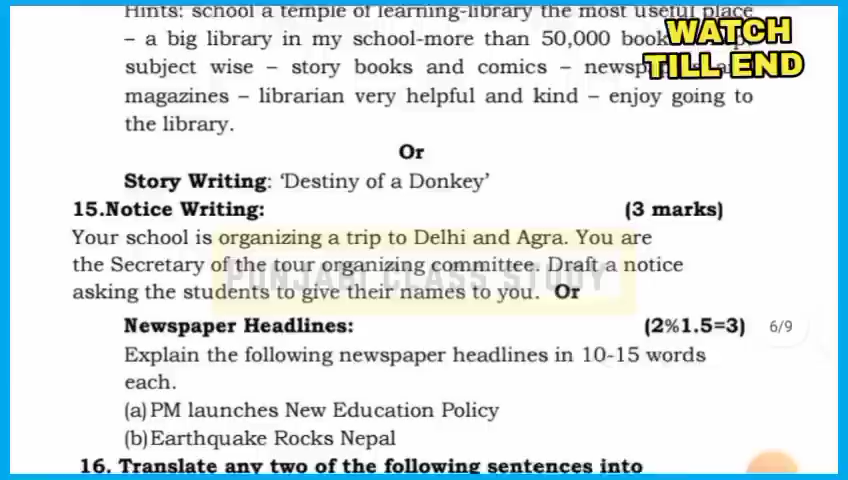 Hints: school a temple of learning-library the most useful place
– a big library in my school-more than 50,000 book
WATCH
TILL END
subject wise – story books and comics –
magazines – librarian very helpful and kind – enjoy going to
the library.
Or
Story Writing: 'Destiny of a Donkey'
15.Notice Writing: (3 marks)
Your school is organizing a trip to Delhi and Agra. You are
the Secretary of the tour organizing committee. Draft a notice
asking the students to give their names to you. Or
PUNJABI CLASS STUDY
Newspaper Headlines: (2%1.5=3) 6/9
Explain the following newspaper headlines in 10-15 words
each.
(a)PM launches New Education Policy
(b)Earthquake Rocks Nepal
16. Translate any two of the following sentences into